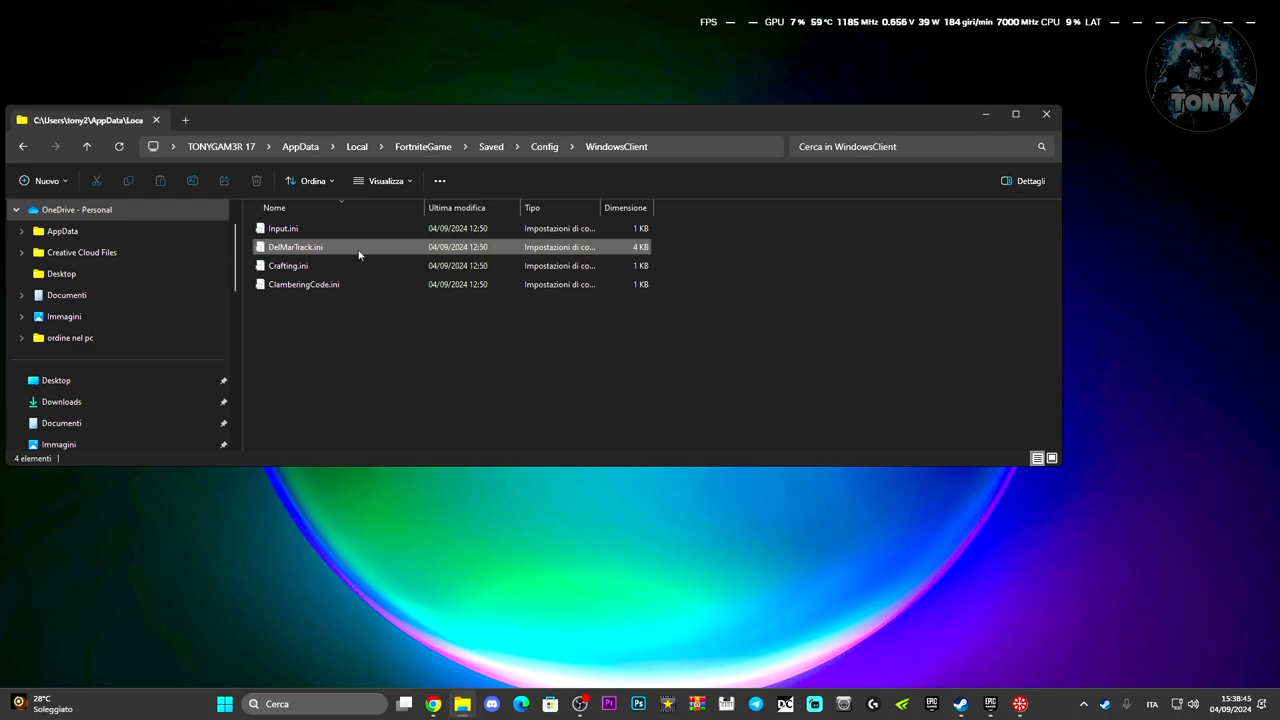 FPS — — GPU 7 % 59 °C 1185 MHz 0.656 V 39 W 184 giri/min 7000 MHz CPU 9 % LAT — — — — — — —
TONY
C:\Users\tony2\AppData\Loca
TONYGAM3R 17 > AppData > Local > FortniteGame > Saved > Config > WindowsClient
Cerca in WindowsClient
Nuovo
Ordina
Visualizza
Dettagli
OneDrive - Personal
AppData
Creative Cloud Files
Desktop
Documenti
Immagini
ordine nel pc
Desktop
Downloads
Documenti
Immagini
Nome Ultima modifica Tipo Dimensione
Input.ini 04/09/2024 12:50 Impostazioni di co... 1 KB
DelMarTrack.ini 04/09/2024 12:50 Impostazioni di co... 4 KB
Crafting.ini 04/09/2024 12:50 Impostazioni di co... 1 KB
ClamberingCode.ini 04/09/2024 12:50 Impostazioni di co... 1 KB
4 elementi
28°C
Soleggiato
Cerca
Pr
Ps
DC
EPIC
EPIC
ITA
15:38:45
04/09/2024